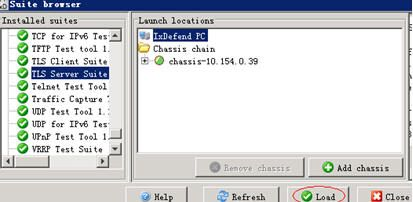 Suite browser
Installed suites
TCP for IPv6 Tes
TFTP Test tool 1.
TLS Client Suite
TLS Server Suite
Telnet Test Tool
Traffic Capture
UDP Test Tool 1.
UDP for IPv6 Tes
UPnP Test Tool 1.
VRRP Test Suite
Launch locations
IxDefend PC
Chassis chain
chassis-10.154.0.39
Remove chassis
Add chassis
Help
Refresh
Load
Close